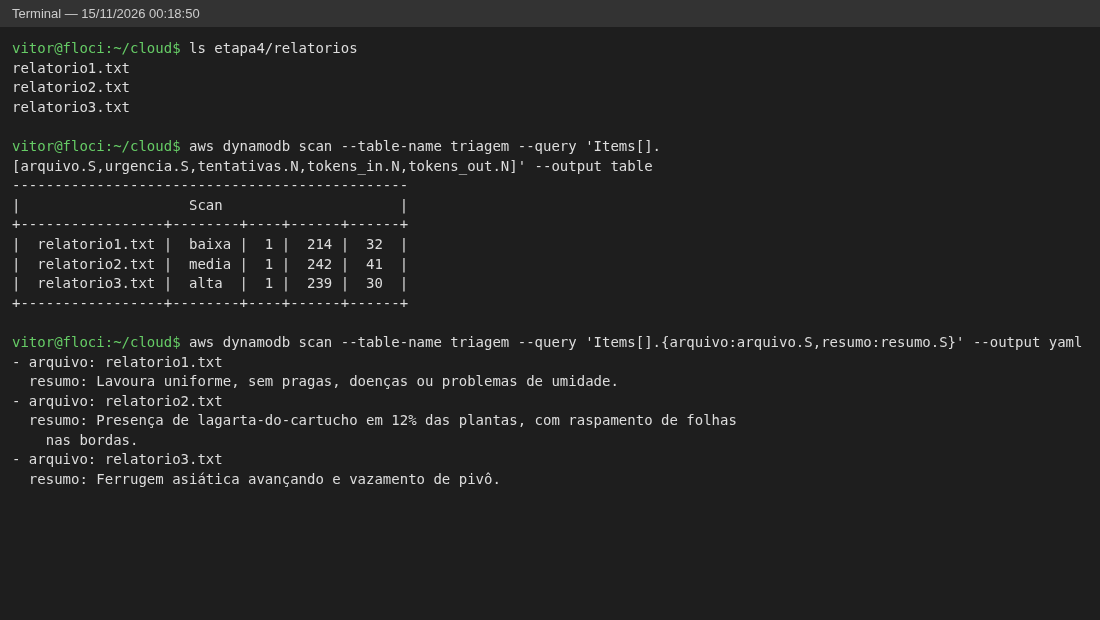 Terminal — 15/11/2026 00:18:50
vitor@floci:~/cloud$ ls etapa4/relatorios
relatorio1.txt
relatorio2.txt
relatorio3.txt
vitor@floci:~/cloud$ aws dynamodb scan --table-name triagem --query 'Items[].
[arquivo.S,urgencia.S,tentativas.N,tokens_in.N,tokens_out.N]' --output table
-----------------------------------------------
|                    Scan                     |
+-----------------+--------+----+------+------+
|  relatorio1.txt |  baixa |  1 |  214 |  32  |
|  relatorio2.txt |  media |  1 |  242 |  41  |
|  relatorio3.txt |  alta  |  1 |  239 |  30  |
+-----------------+--------+----+------+------+
vitor@floci:~/cloud$ aws dynamodb scan --table-name triagem --query 'Items[].{arquivo:arquivo.S,resumo:resumo.S}' --output yaml
- arquivo: relatorio1.txt
  resumo: Lavoura uniforme, sem pragas, doenças ou problemas de umidade.
- arquivo: relatorio2.txt
  resumo: Presença de lagarta-do-cartucho em 12% das plantas, com raspamento de folhas
    nas bordas.
- arquivo: relatorio3.txt
  resumo: Ferrugem asiática avançando e vazamento de pivô.